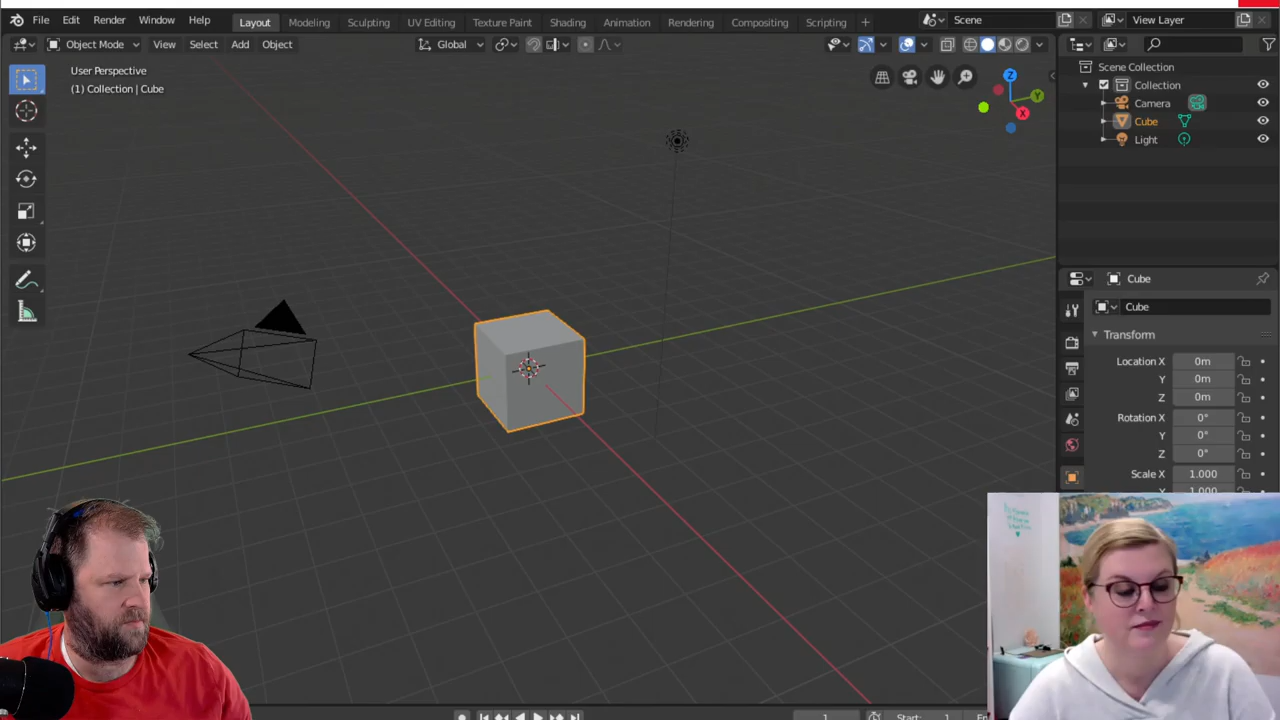 File Edit Render Window Help Layout Modeling Sculpting UV Editing Texture Paint Shading Animation Rendering Compositing Scripting + Scene View Layer
Object Mode View Select Add Object Global
User Perspective
(1) Collection | Cube
Z
Y
X
Scene Collection
Collection
Camera
Cube
Light
Cube
Cube
Transform
Location X 0m
Y 0m
Z 0m
Rotation X 0°
Y 0°
Z 0°
Scale X 1.000
1 Start: 1